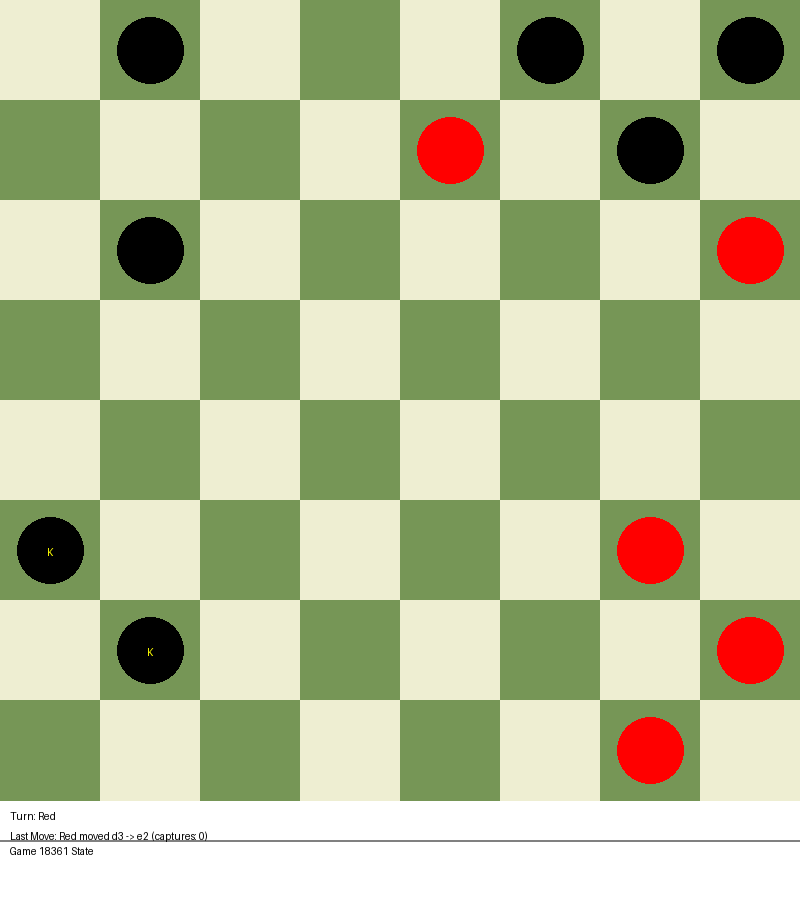 K
K
Turn: Red
Last Move: Red moved d3 -> e2 (captures: 0)
Game 18361 State